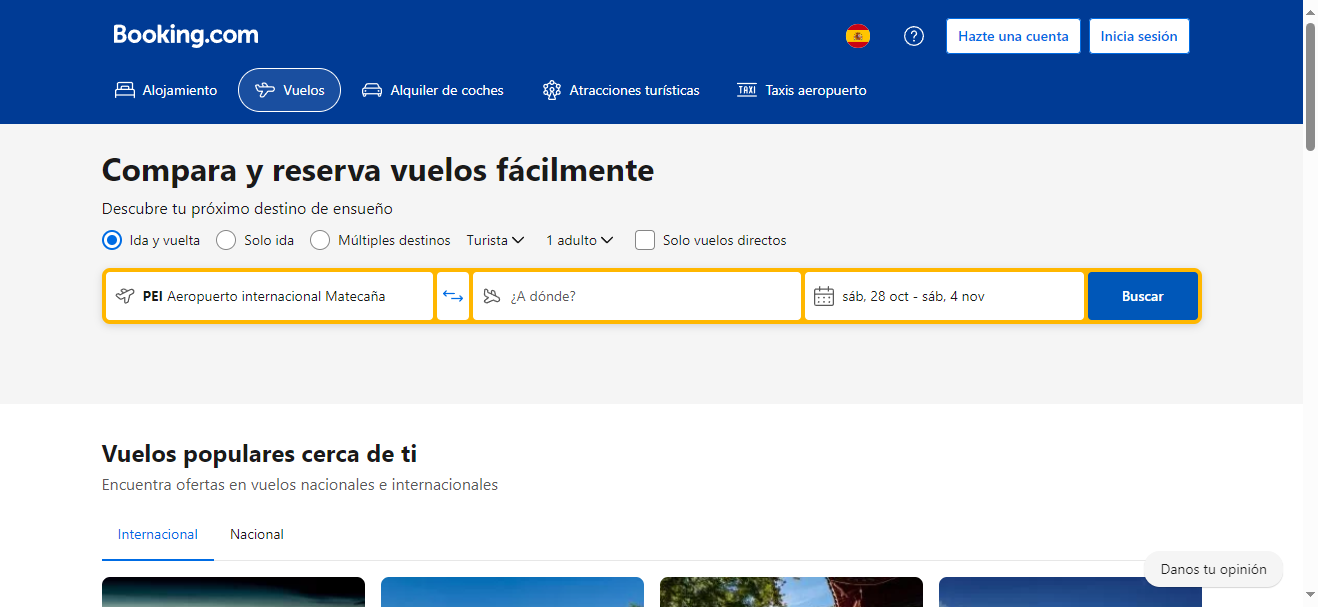 Booking.com
Hazte una cuenta
Inicia sesión
Alojamiento
Vuelos
Alquiler de coches
Atracciones turísticas
TAXI Taxis aeropuerto
Compara y reserva vuelos fácilmente
Descubre tu próximo destino de ensueño
Ida y vuelta Solo ida Múltiples destinos Turista 1 adulto Solo vuelos directos
PEI Aeropuerto internacional Matecaña ¿A dónde? sáb, 28 oct - sáb, 4 nov Buscar
Vuelos populares cerca de ti
Encuentra ofertas en vuelos nacionales e internacionales
Internacional Nacional
Danos tu opinión